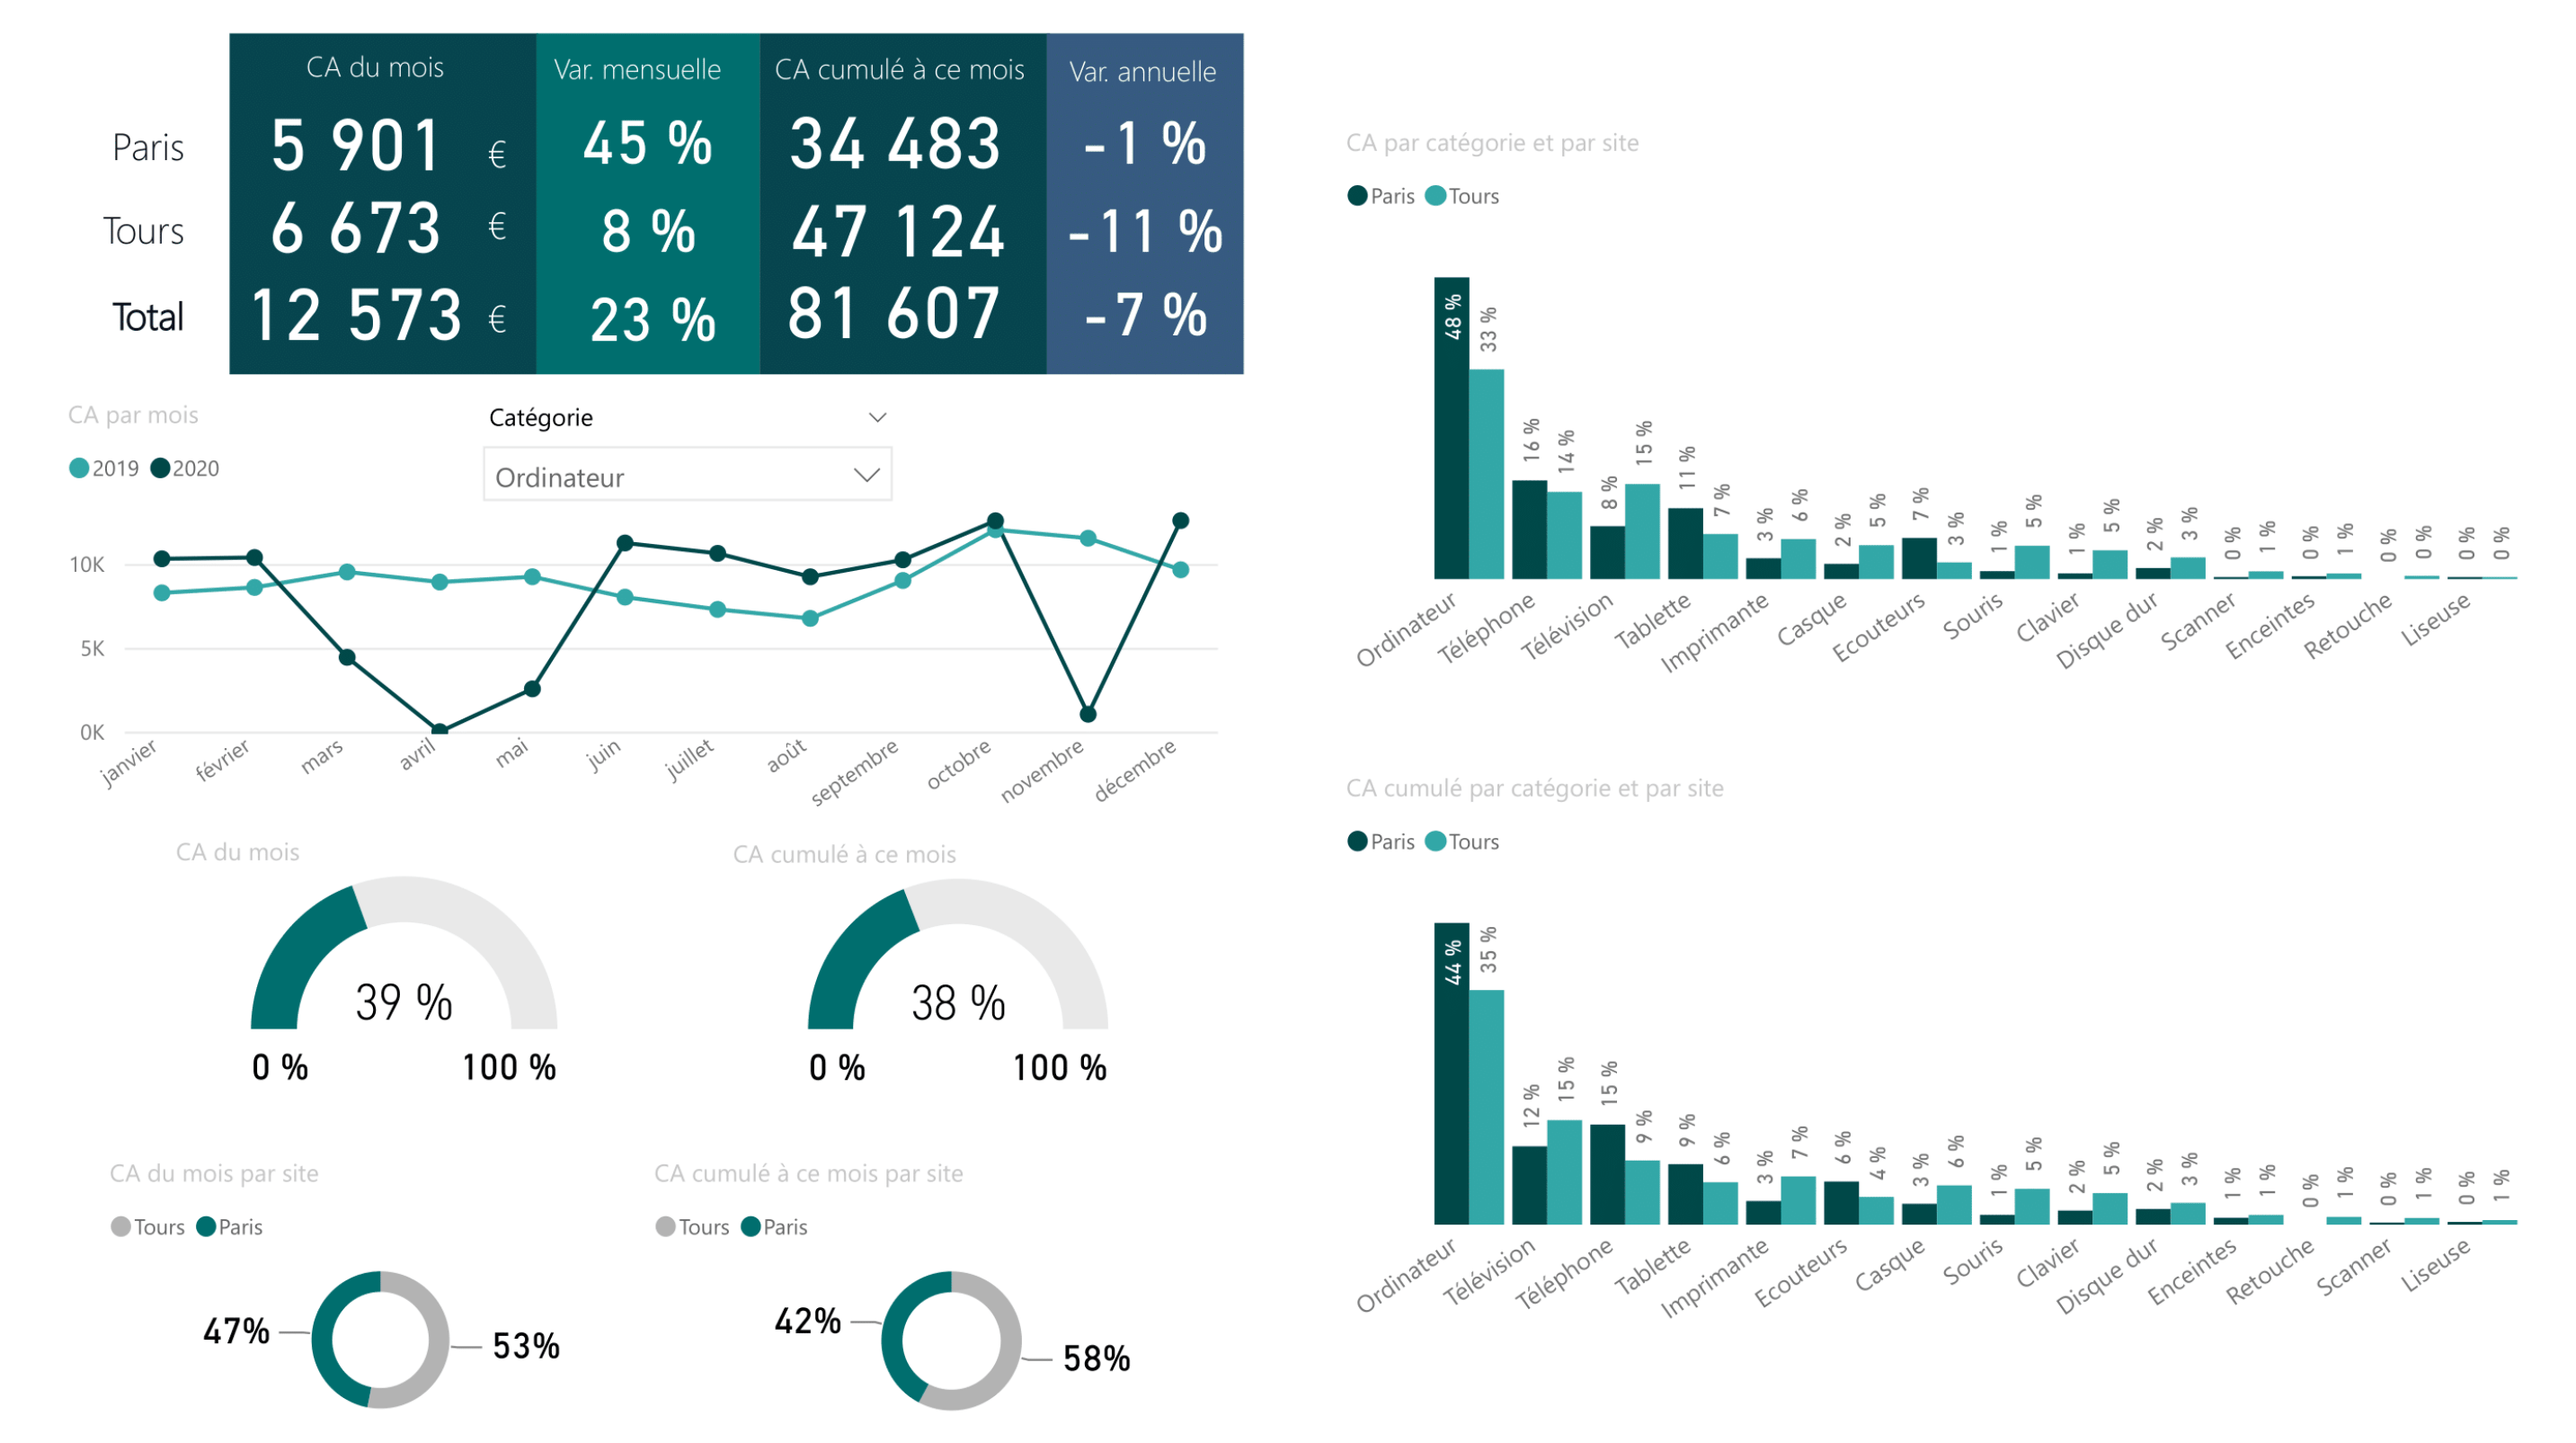 CA du mois
Var. mensuelle
CA cumulé à ce mois
Var. annuelle
Paris
5 901 €
45 %
34 483
-1 %
Tours
6 673 €
8 %
47 124
-11 %
Total
12 573 €
23 %
81 607
-7 %
CA par mois
2019 2020
Catégorie
Ordinateur
10K
5K
0K
janvier
février
mars
avril
mai
juin
juillet
août
septembre
octobre
novembre
décembre
CA du mois
39 %
0 %
100 %
CA cumulé à ce mois
38 %
0 %
100 %
CA du mois par site
Tours Paris
47%
53%
CA cumulé à ce mois par site
Tours Paris
42%
58%
CA par catégorie et par site
Paris Tours
48 %
33 %
16 %
14 %
8 %
15 %
11 %
7 %
3 %
6 %
2 %
5 %
7 %
3 %
1 %
5 %
1 %
5 %
2 %
3 %
0 %
1 %
0 %
1 %
0 %
0 %
0 %
0 %
Ordinateur
Téléphone
Télévision
Tablette
Imprimante
Casque
Ecouteurs
Souris
Clavier
Disque dur
Scanner
Enceintes
Retouche
Liseuse
CA cumulé par catégorie et par site
Paris Tours
44 %
35 %
12 %
15 %
15 %
9 %
9 %
6 %
3 %
7 %
6 %
4 %
3 %
6 %
1 %
5 %
2 %
5 %
2 %
3 %
1 %
1 %
0 %
1 %
0 %
1 %
0 %
1 %
Ordinateur
Télévision
Téléphone
Tablette
Imprimante
Ecouteurs
Casque
Souris
Clavier
Disque dur
Enceintes
Retouche
Scanner
Liseuse